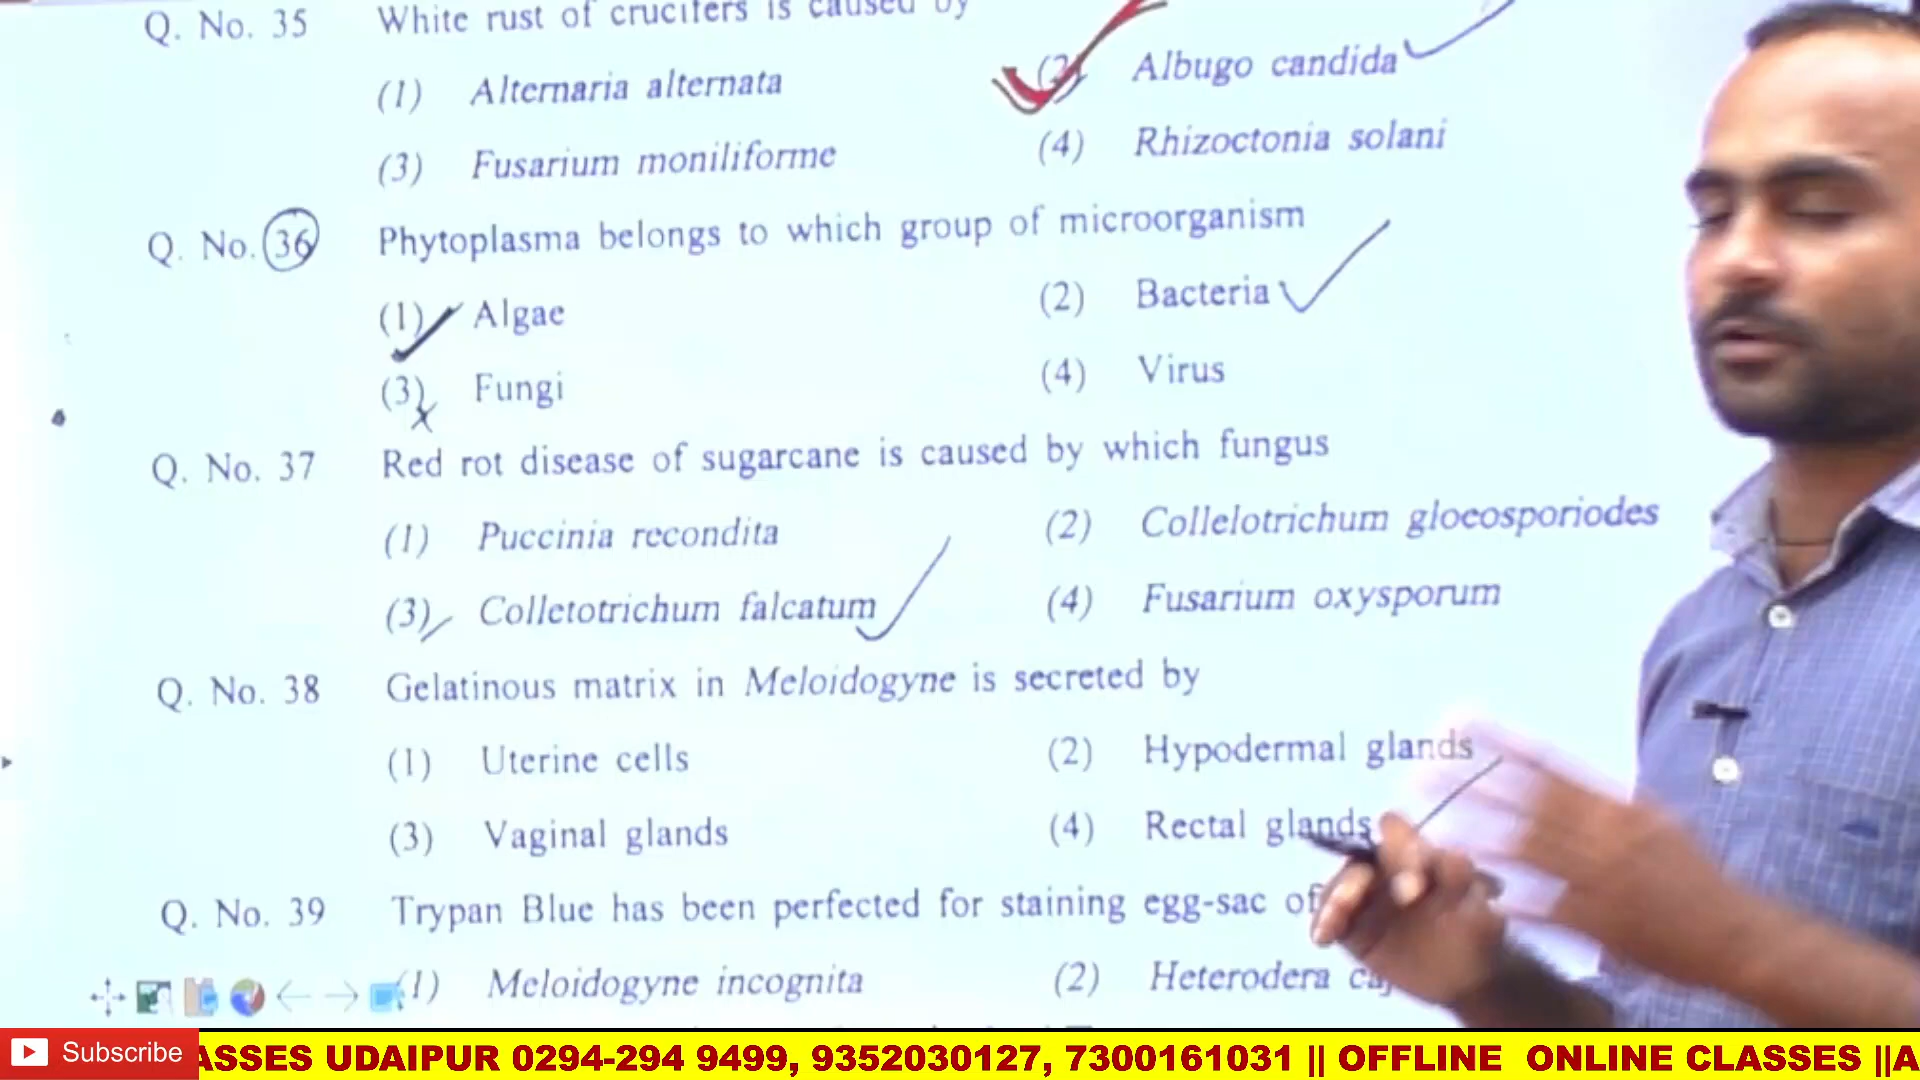 Q. No. 35 White rust of crucifers is caused by
(1) Alternaria alternata (2) Albugo candida
(3) Fusarium moniliforme (4) Rhizoctonia solani
Q. No. 36 Phytoplasma belongs to which group of microorganism
(1) Algae (2) Bacteria
(3) Fungi (4) Virus
Q. No. 37 Red rot disease of sugarcane is caused by which fungus
(1) Puccinia recondita (2) Collelotrichum gloeosporiodes
(3) Colletotrichum falcatum (4) Fusarium oxysporum
Q. No. 38 Gelatinous matrix in Meloidogyne is secreted by
(1) Uterine cells (2) Hypodermal glands
(3) Vaginal glands (4) Rectal glands
Q. No. 39 Trypan Blue has been perfected for staining egg-sac of
(1) Meloidogyne incognita (2) Heterodera
Subscribe ASSES UDAIPUR 0294-294 9499, 9352030127, 7300161031 || OFFLINE ONLINE CLASSES ||A